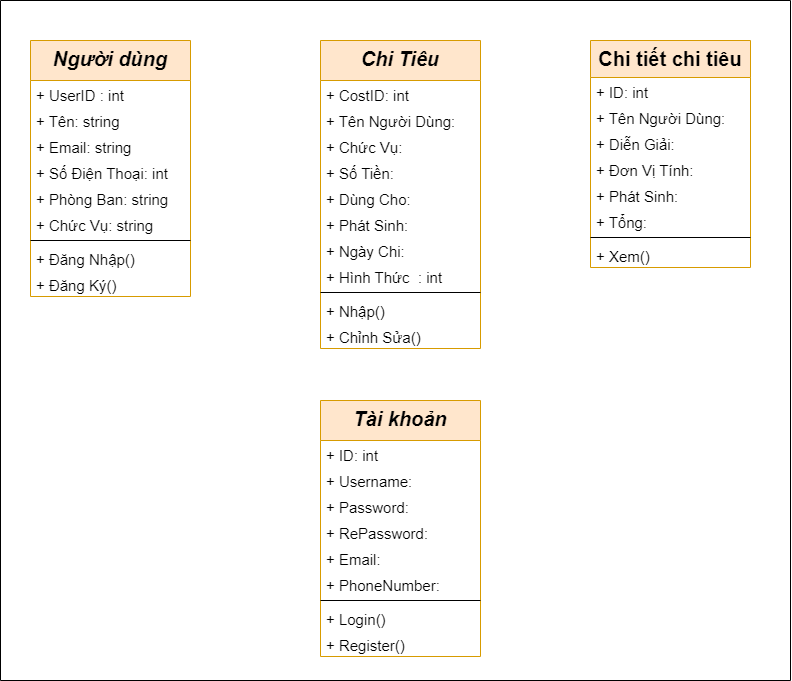 Người dùng
+ UserID : int
+ Tên: string
+ Email: string
+ Số Điện Thoại: int
+ Phòng Ban: string
+ Chức Vụ: string
+ Đăng Nhập()
+ Đăng Ký()
Chi Tiêu
+ CostID: int
+ Tên Người Dùng:
+ Chức Vụ:
+ Số Tiền:
+ Dùng Cho:
+ Phát Sinh:
+ Ngày Chi:
+ Hình Thức  : int
+ Nhập()
+ Chỉnh Sửa()
Chi tiết chi tiêu
+ ID: int
+ Tên Người Dùng:
+ Diễn Giải:
+ Đơn Vị Tính:
+ Phát Sinh:
+ Tổng:
+ Xem()
Tài khoản
+ ID: int
+ Username:
+ Password:
+ RePassword:
+ Email:
+ PhoneNumber:
+ Login()
+ Register()